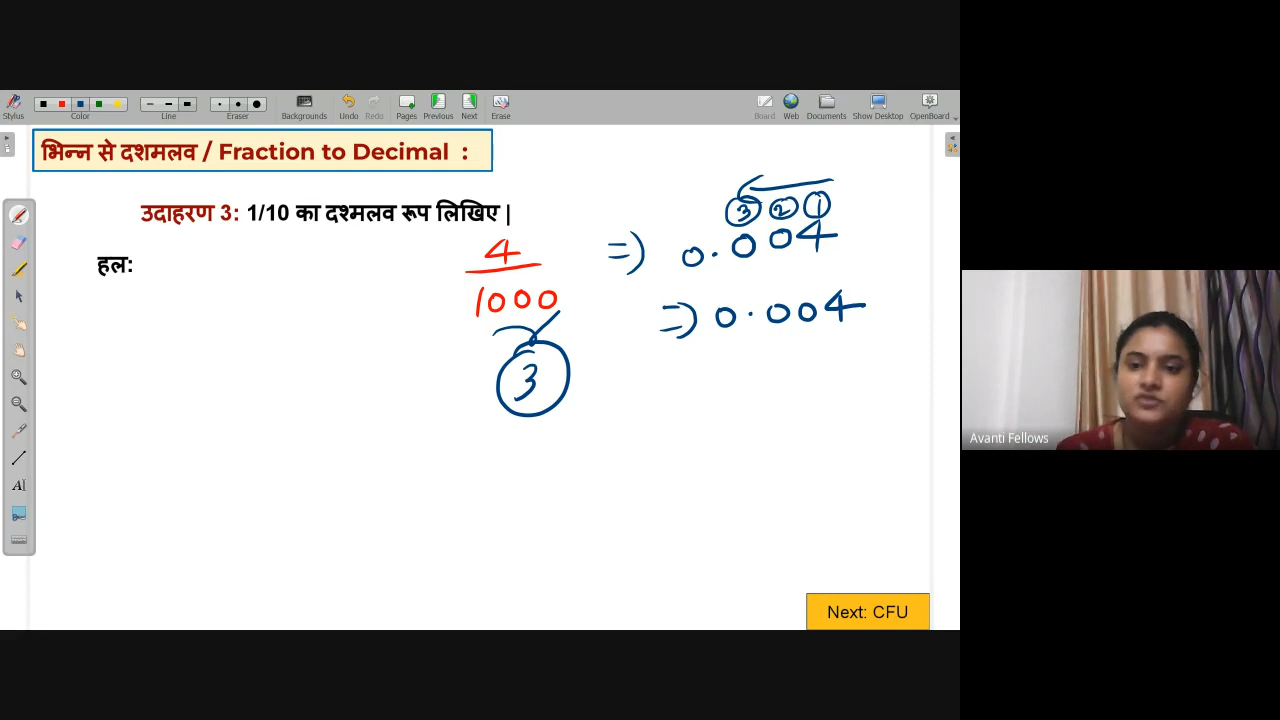 Stylus
Color
Line
Eraser
Backgrounds
Undo
Redo
Pages
Previous
Next
Erase
Board
Web
Documents
Show Desktop
OpenBoard
भिन्न से दशमलव / Fraction to Decimal :
उदाहरण 3: 1/10 का दश्मलव रूप लिखिए |
हल:
4
1000
3
3 2 1
=) 0.004
=) 0.004
Avanti Fellows
Next: CFU